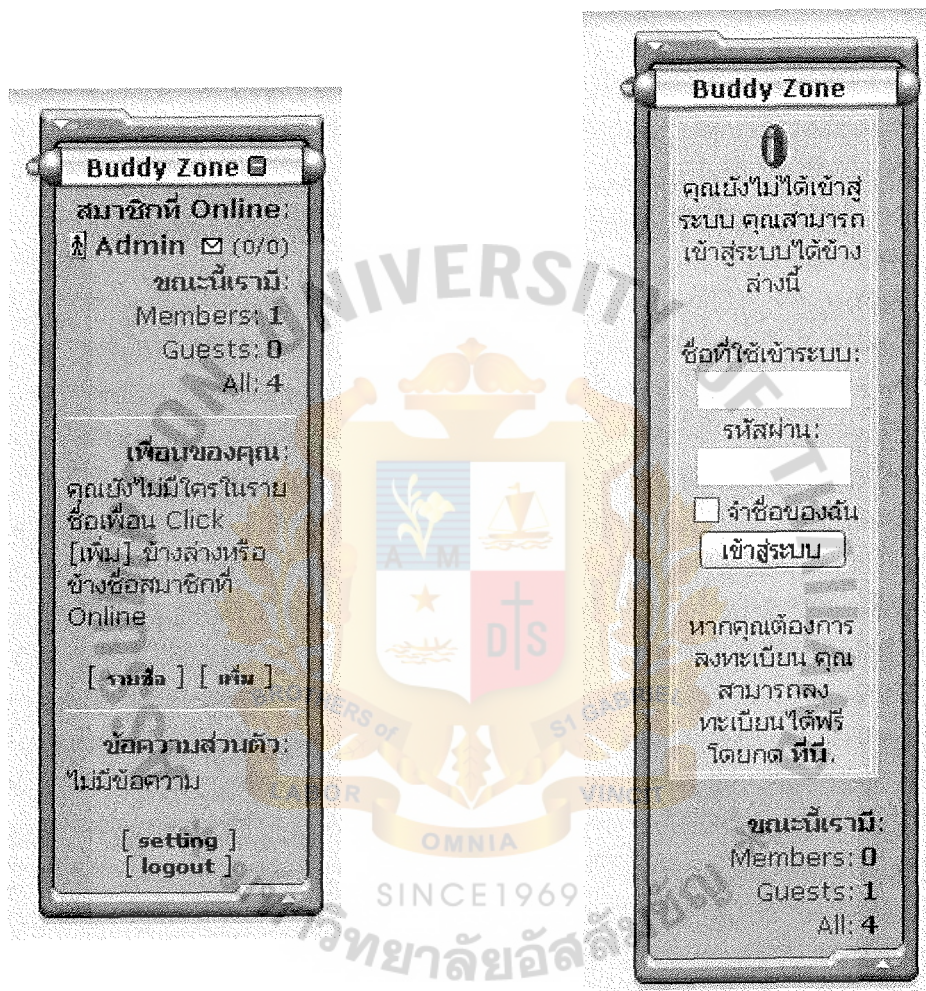 Buddy Zone
สมาชิกที่ Online:
Admin (0/0)
ขณะนี้เรามี:
Members: 1
Guests: 0
All: 4
เพื่อนของคุณ:
คุณยังไม่มีใครในราย
ชื่อเพื่อน Click
[เพิ่ม] ข้างล่างหรือ
ข้างชื่อสมาชิกที่
Online
[ รายชื่อ ] [ เพิ่ม ]
ข้อความส่วนตัว:
ไม่มีข้อความ
[ setting ]
[ logout ]
Buddy Zone
คุณยังไม่ได้เข้าสู่
ระบบ คุณสามารถ
เข้าสู่ระบบได้ข้าง
ล่างนี้
ชื่อที่ใช้เข้าระบบ:
รหัสผ่าน:
จำชื่อของฉัน
เข้าสู่ระบบ
หากคุณต้องการ
ลงทะเบียน คุณ
สามารถลง
ทะเบียนได้ฟรี
โดยกด ที่นี่.
ขณะนี้เรามี:
Members: 0
Guests: 1
All: 4
A M
D S
BROTHERS of ST GABRIEL
LABOR
OMNIA
VINCIT
SINCE 1969